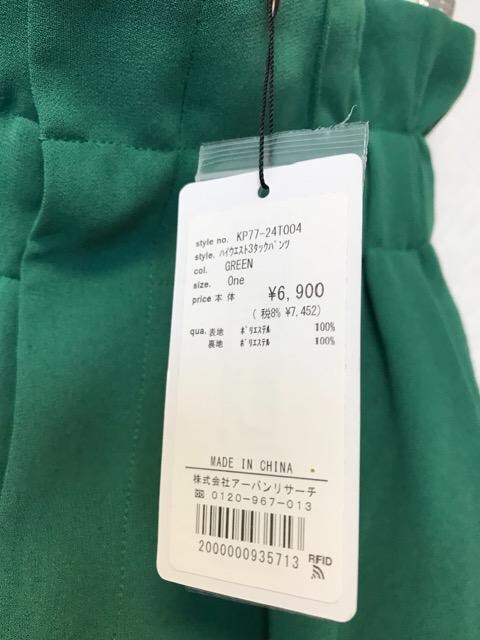 style no. KP77-24T004
style. ﾊｲｳｴｽﾄ3ﾀｯｸﾊﾟﾝﾂ
col. GREEN
size. One
price 本 体 ¥6,900
( 税8% ¥7,452)
qua. 表地 ﾎﾟﾘｴｽﾃﾙ 100%
裏地 ﾎﾟﾘｴｽﾃﾙ 100%
MADE IN CHINA
株式会社アーバンリサーチ
0120-967-013
2000000935713
RFID